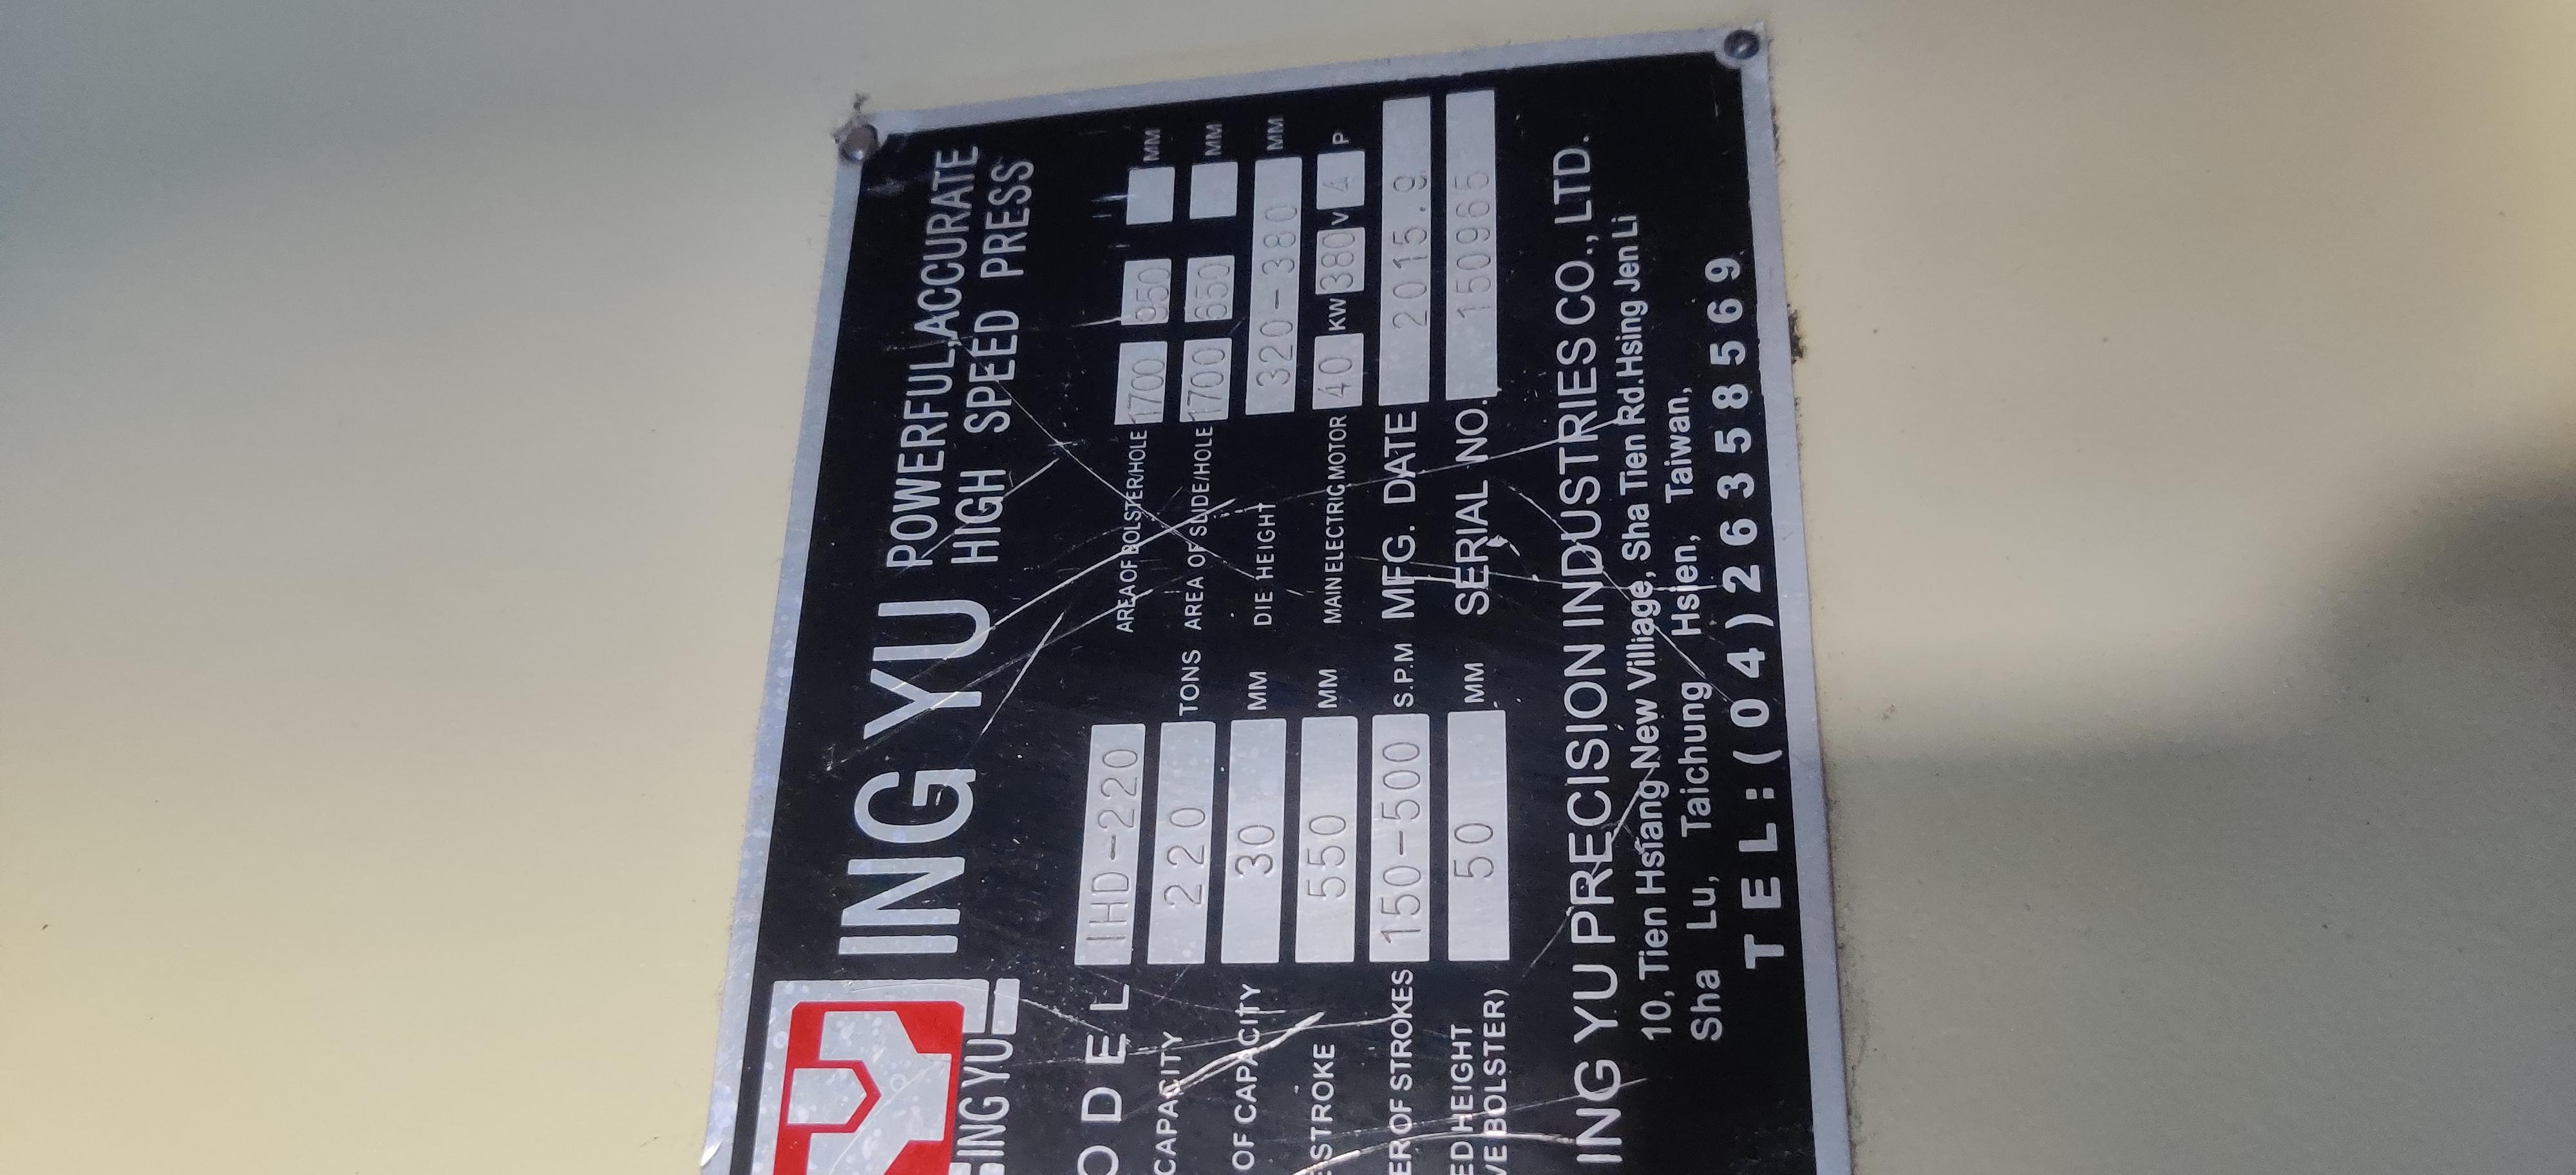 ING YU POWERFUL,ACCURATE
HIGH SPEED PRESS
ING YU
ODEL IHD-220
CAPACITY 220 TONS
OF CAPACITY 30 MM
STROKE 550 MM
ER OF STROKES 150-500 S.P.M
ED HEIGHT
VE BOLSTER) 50 MM
AREA OF BOLSTER/HOLE 1700 950 MM
AREA OF SLIDE/HOLE 1700 650 MM
DIE HEIGHT 320-380 MM
MAIN ELECTRIC MOTOR 40 KW 380 V 4 P
MFG. DATE 2015.9
SERIAL NO. 150965
ING YU PRECISION INDUSTRIES CO.,LTD.
10, Tien Hsiang New Villiage, Sha Tien Rd.Hsing Jen Li
Sha Lu, Taichung Hsien, Taiwan,
TEL:(04)26358569